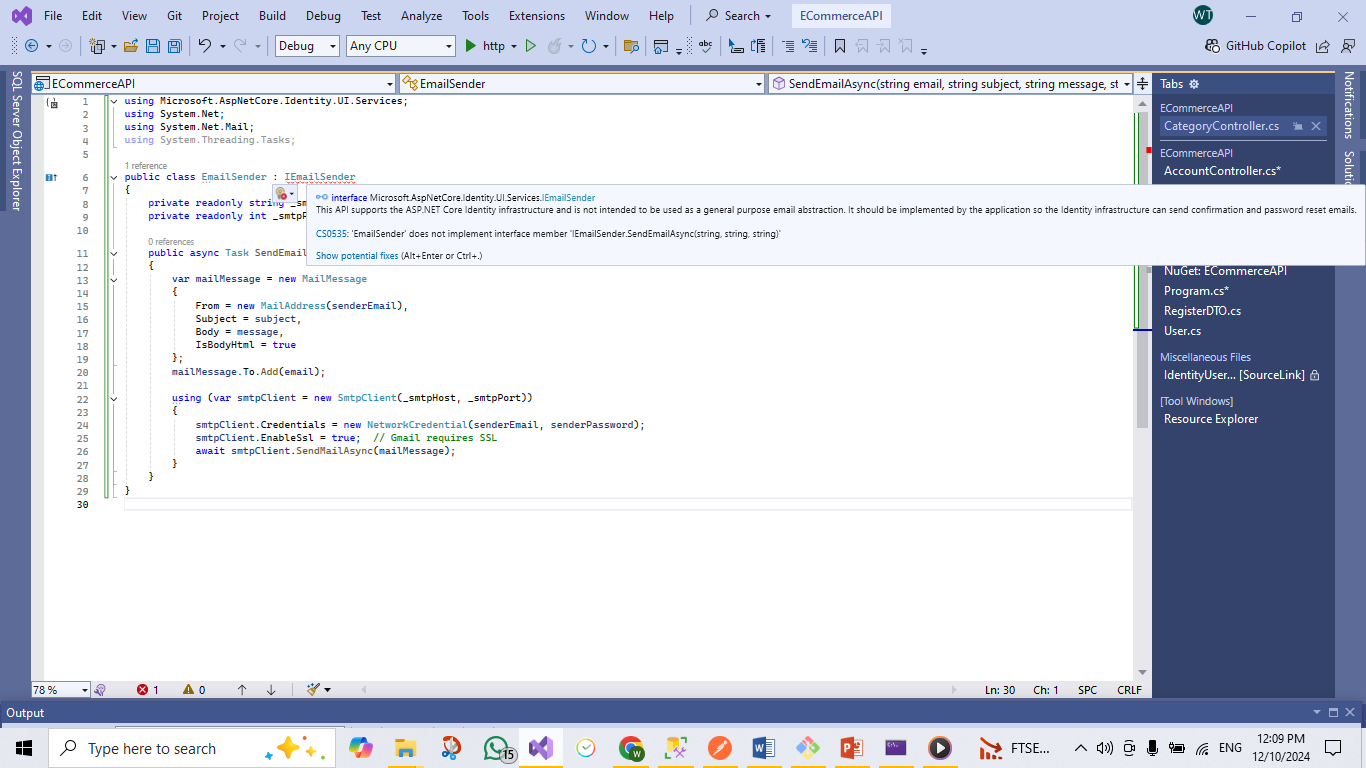 File Edit View Git Project Build Debug Test Analyze Tools Extensions Window Help Search ECommerceAPI WT
Debug Any CPU http GitHub Copilot
SQL Server Object Explorer
ECommerceAPI EmailSender SendEmailAsync(string email, string subject, string message, st
1 using Microsoft.AspNetCore.Identity.UI.Services;
2 using System.Net;
3 using System.Net.Mail;
4 using System.Threading.Tasks;
5
1 reference
6 public class EmailSender : IEmailSender
7 {
8 private readonly string _sm
9 private readonly int _smtpP
10
0 references
11 public async Task SendEmail
12 {
13 var mailMessage = new MailMessage
14 {
15 From = new MailAddress(senderEmail),
16 Subject = subject,
17 Body = message,
18 IsBodyHtml = true
19 };
20 mailMessage.To.Add(email);
21
22 using (var smtpClient = new SmtpClient(_smtpHost, _smtpPort))
23 {
24 smtpClient.Credentials = new NetworkCredential(senderEmail, senderPassword);
25 smtpClient.EnableSsl = true; // Gmail requires SSL
26 await smtpClient.SendMailAsync(mailMessage);
27 }
28 }
29 }
30
interface Microsoft.AspNetCore.Identity.UI.Services.IEmailSender
This API supports the ASP.NET Core Identity infrastructure and is not intended to be used as a general purpose email abstraction. It should be implemented by the application so the Identity infrastructure can send confirmation and password reset emails.
CS0535: 'EmailSender' does not implement interface member 'IEmailSender.SendEmailAsync(string, string, string)'
Show potential fixes (Alt+Enter or Ctrl+.)
Tabs
ECommerceAPI
CategoryController.cs
ECommerceAPI
AccountController.cs*
NuGet: ECommerceAPI
Program.cs*
RegisterDTO.cs
User.cs
Miscellaneous Files
IdentityUser... [SourceLink]
[Tool Windows]
Resource Explorer
Notifications
Soluti
78 % 1 0 Ln: 30 Ch: 1 SPC CRLF
Output
Type here to search 15 W FTSE... ENG 12:09 PM
12/10/2024